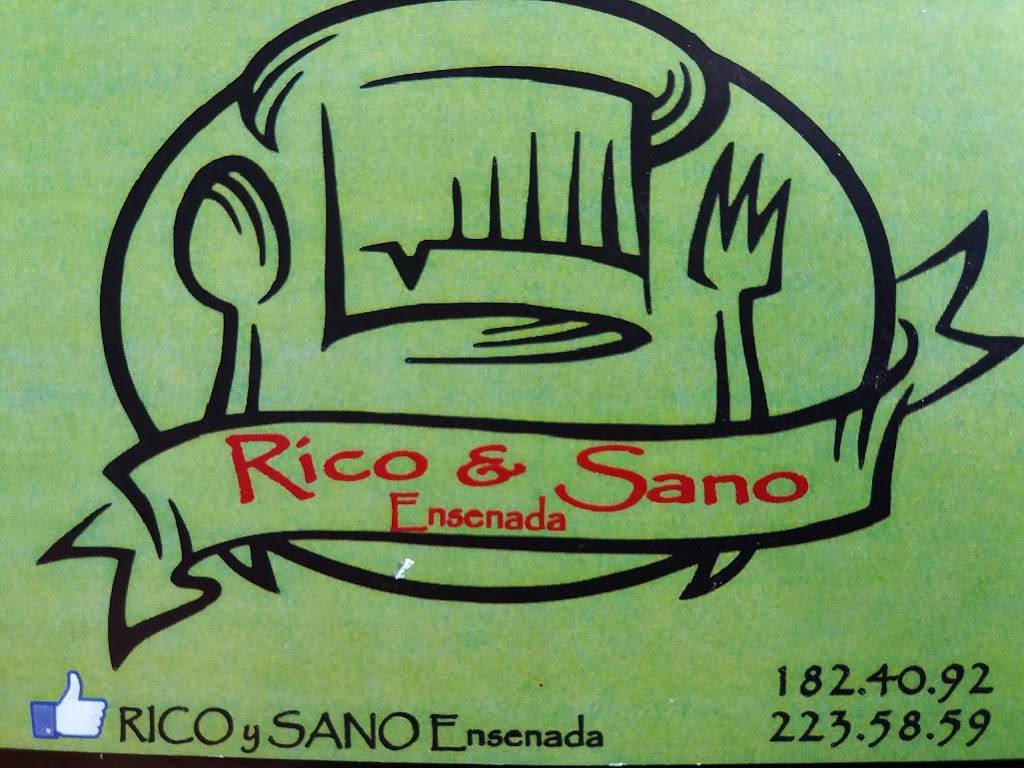 Rico & Sano
Ensenada
182.40.92
RICO y SANO Ensenada
223.58.59